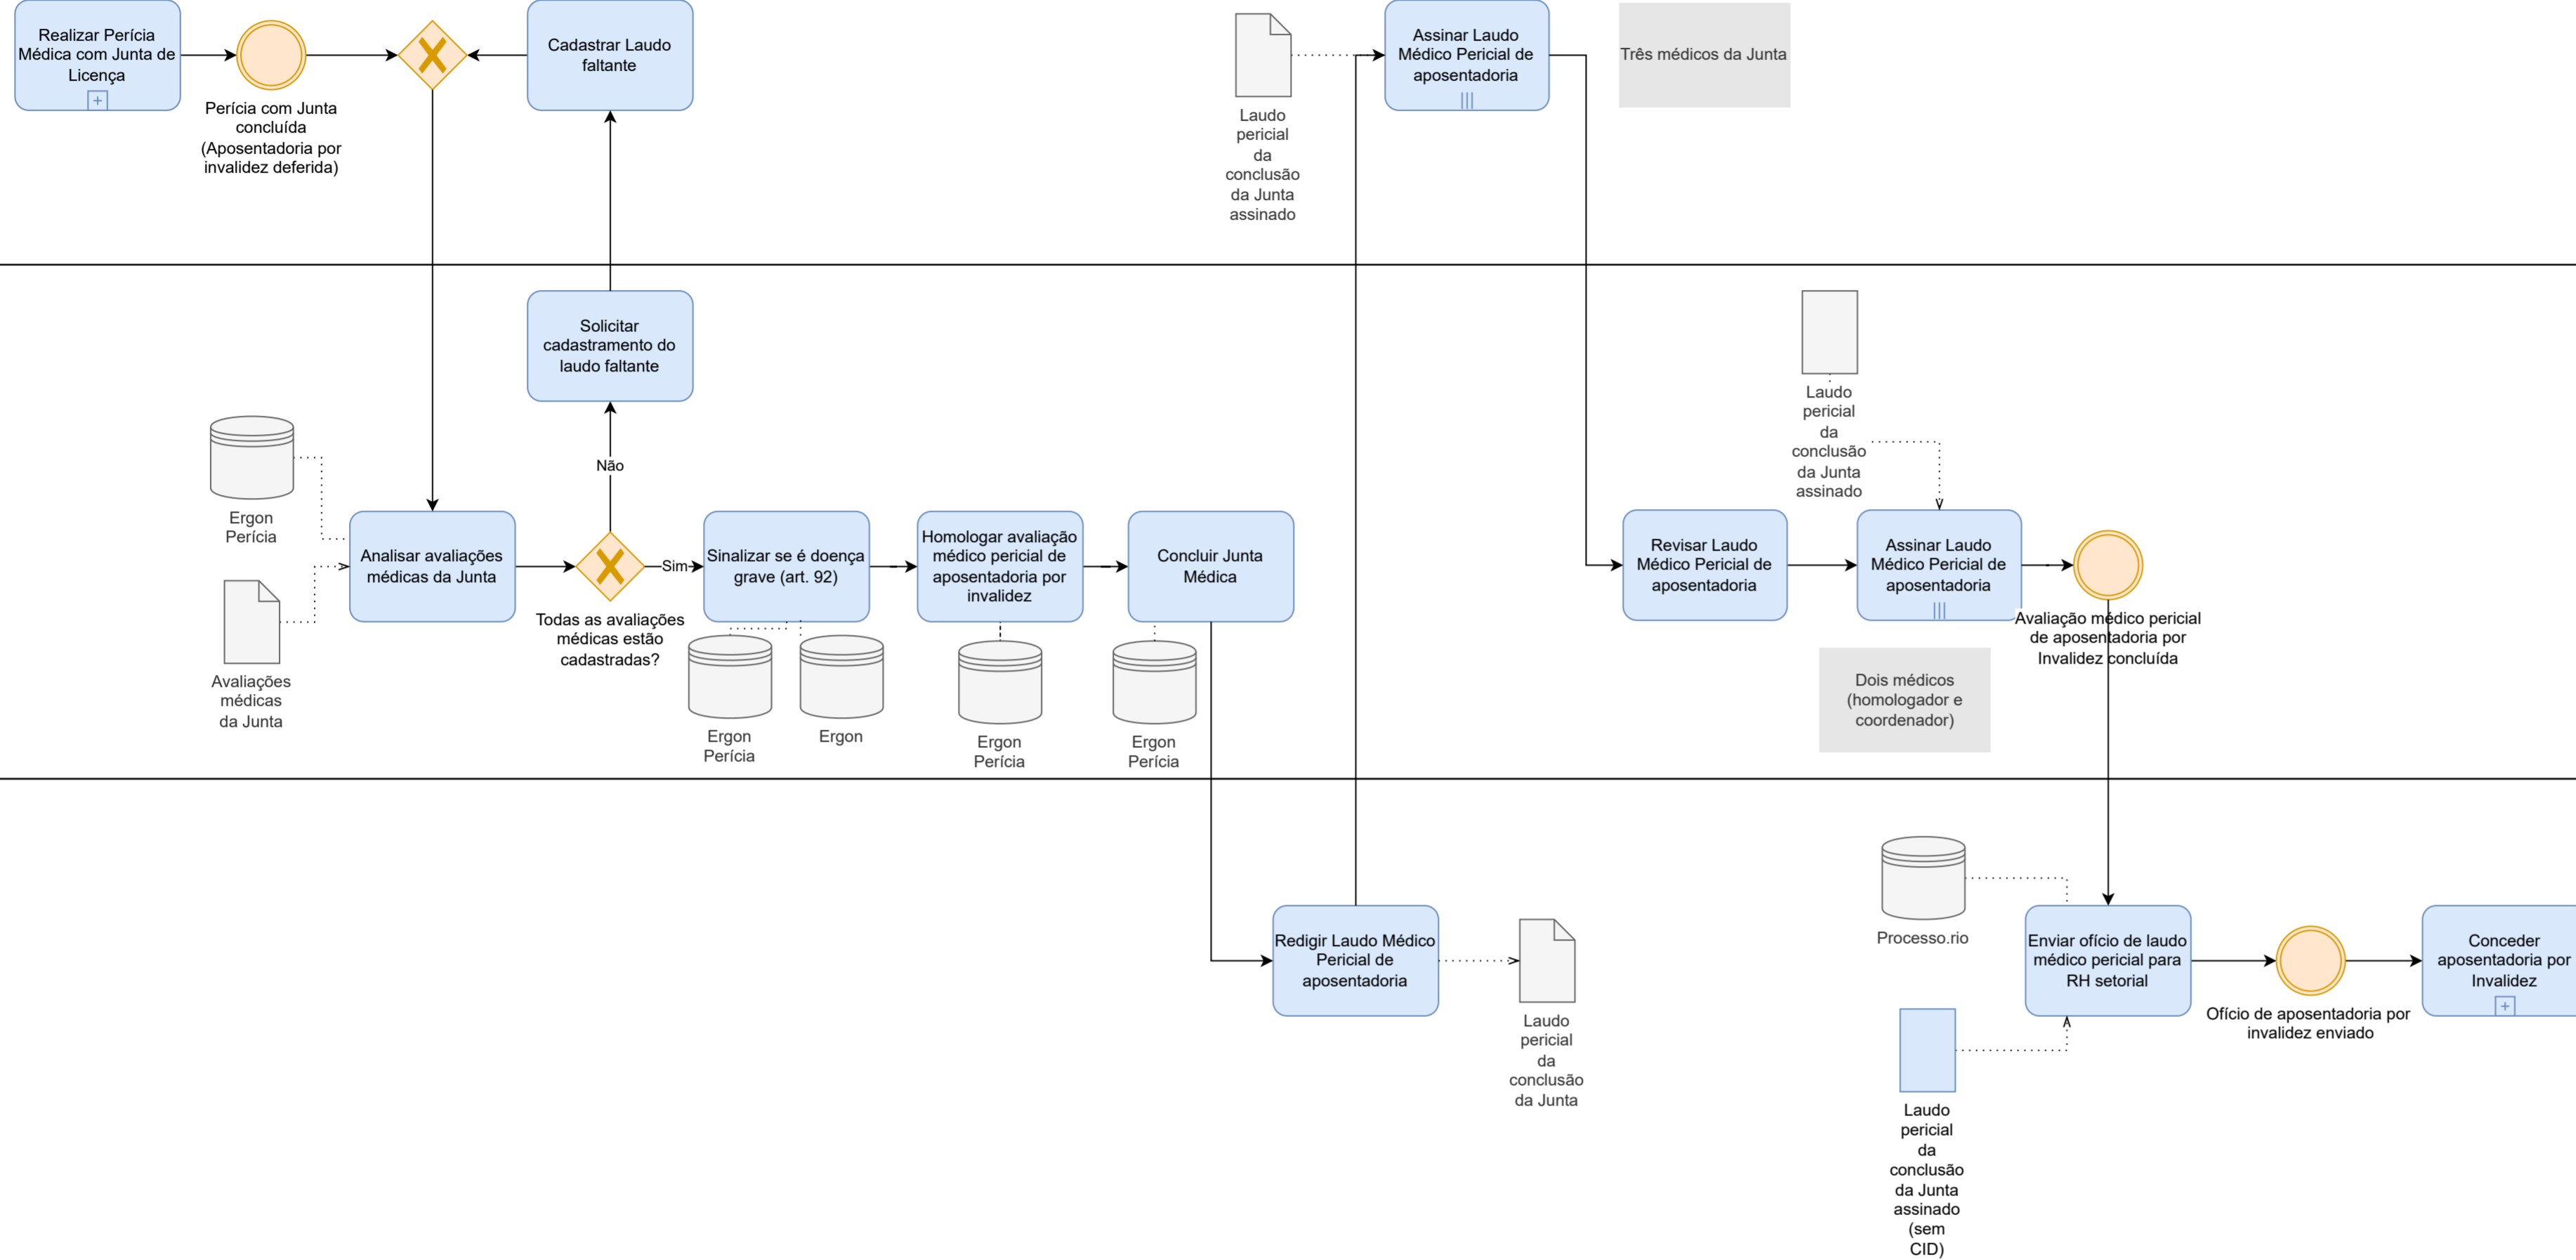 Realizar Perícia
Médica com Junta de
Licença
Perícia com Junta
concluída
(Aposentadoria por
invalidez deferida)
Cadastrar Laudo
faltante
Laudo
pericial
da
conclusão
da Junta
assinado
Assinar Laudo
Médico Pericial de
aposentadoria
Três médicos da Junta
Solicitar
cadastramento do
laudo faltante
Não
Ergon
Perícia
Avaliações
médicas
da Junta
Analisar avaliações
médicas da Junta
Todas as avaliações
médicas estão
cadastradas?
Sim
Sinalizar se é doença
grave (art. 92)
Ergon
Perícia
Ergon
Homologar avaliação
médico pericial de
aposentadoria por
invalidez
Ergon
Perícia
Concluir Junta
Médica
Ergon
Perícia
Laudo
pericial
da
conclusão
da Junta
assinado
Revisar Laudo
Médico Pericial de
aposentadoria
Assinar Laudo
Médico Pericial de
aposentadoria
Dois médicos
(homologador e
coordenador)
Avaliação médico pericial
de aposentadoria por
Invalidez concluída
Redigir Laudo Médico
Pericial de
aposentadoria
Laudo
pericial
da
conclusão
da Junta
Processo.rio
Enviar ofício de laudo
médico pericial para
RH setorial
Laudo
pericial
da
conclusão
da Junta
assinado
(sem
CID)
Ofício de aposentadoria por
invalidez enviado
Conceder
aposentadoria por
Invalidez